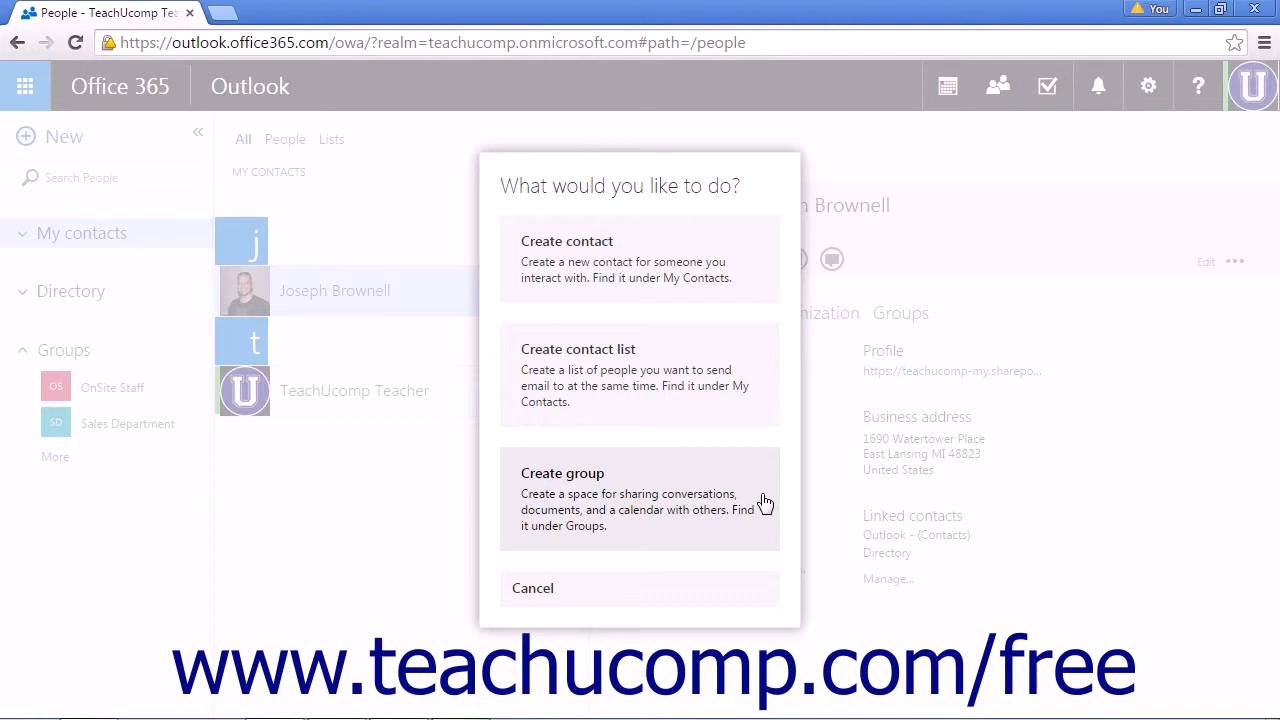 People - TeachUcomp Tea
You
https://outlook.office365.com/owa/?realm=teachucomp.onmicrosoft.com#path=/people
Office 365
Outlook
?
U
New
Search People
My contacts
Directory
Groups
OS OnSite Staff
SD Sales Department
More
All People Lists
MY CONTACTS
j
Joseph Brownell
t
U TeachUcomp Teacher
What would you like to do?
Create contact
Create a new contact for someone you
interact with. Find it under My Contacts.
Create contact list
Create a list of people you want to send
email to at the same time. Find it under My
Contacts.
Create group
Create a space for sharing conversations,
documents, and a calendar with others. Find
it under Groups.
Cancel
h Brownell
Edit
nization Groups
Profile
https://teachucomp-my.sharepo...
Business address
1690 Watertower Place
East Lansing MI 48823
United States
Linked contacts
Outlook - (Contacts)
Directory
Manage...
www.teachucomp.com/free